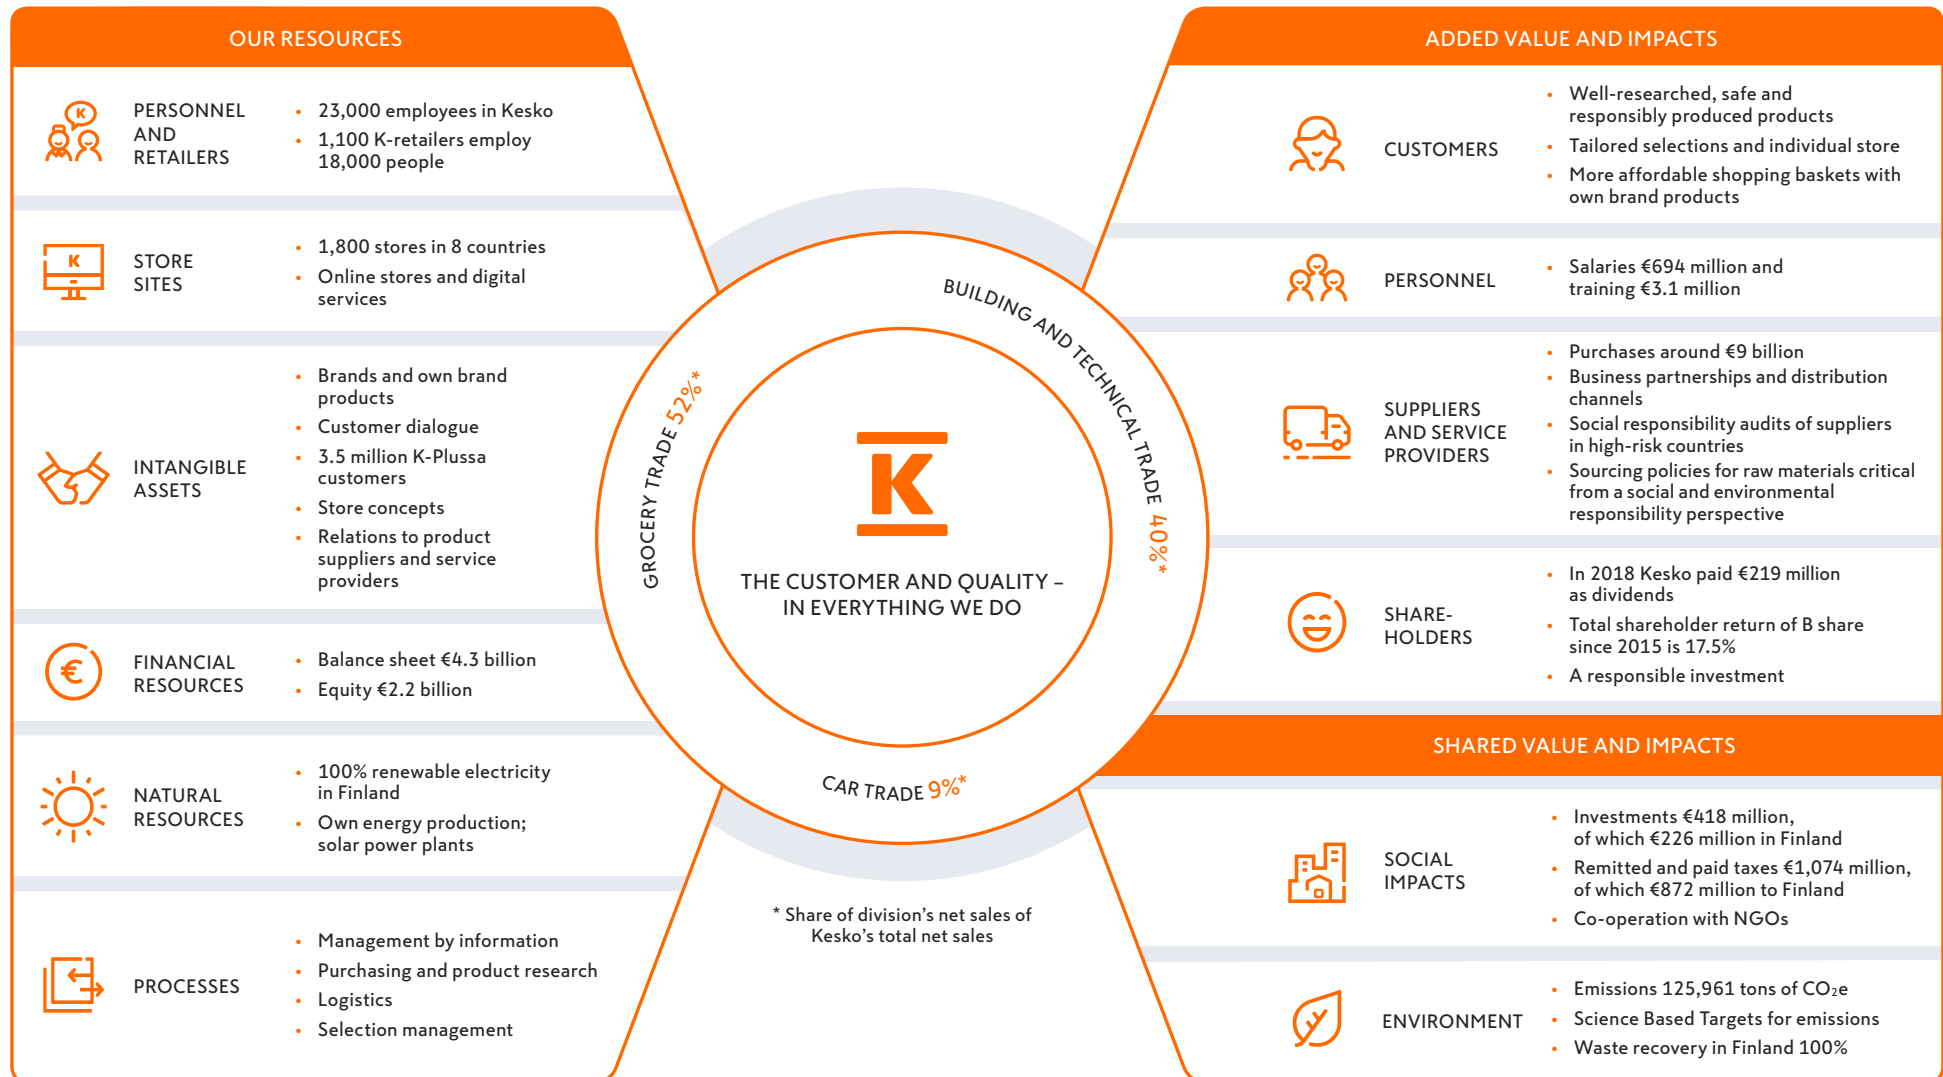 OUR RESOURCES
PERSONNEL
AND
RETAILERS
• 23,000 employees in Kesko
• 1,100 K-retailers employ
18,000 people
STORE
SITES
• 1,800 stores in 8 countries
• Online stores and digital
services
INTANGIBLE
ASSETS
• Brands and own brand
products
• Customer dialogue
• 3.5 million K-Plussa
customers
• Store concepts
• Relations to product
suppliers and service
providers
FINANCIAL
RESOURCES
• Balance sheet €4.3 billion
• Equity €2.2 billion
NATURAL
RESOURCES
• 100% renewable electricity
in Finland
• Own energy production;
solar power plants
PROCESSES
• Management by information
• Purchasing and product research
• Logistics
• Selection management
K
K
GROCERY TRADE 52%*
BUILDING AND TECHNICAL TRADE 40%*
CAR TRADE 9%*
K
THE CUSTOMER AND QUALITY –
IN EVERYTHING WE DO
* Share of division's net sales of
Kesko's total net sales
ADDED VALUE AND IMPACTS
CUSTOMERS
• Well-researched, safe and
responsibly produced products
• Tailored selections and individual store
• More affordable shopping baskets with
own brand products
PERSONNEL
• Salaries €694 million and
training €3.1 million
SUPPLIERS
AND SERVICE
PROVIDERS
• Purchases around €9 billion
• Business partnerships and distribution
channels
• Social responsibility audits of suppliers
in high-risk countries
• Sourcing policies for raw materials critical
from a social and environmental
responsibility perspective
SHARE-
HOLDERS
• In 2018 Kesko paid €219 million
as dividends
• Total shareholder return of B share
since 2015 is 17.5%
• A responsible investment
SHARED VALUE AND IMPACTS
SOCIAL
IMPACTS
• Investments €418 million,
of which €226 million in Finland
• Remitted and paid taxes €1,074 million,
of which €872 million to Finland
• Co-operation with NGOs
ENVIRONMENT
• Emissions 125,961 tons of CO₂e
• Science Based Targets for emissions
• Waste recovery in Finland 100%